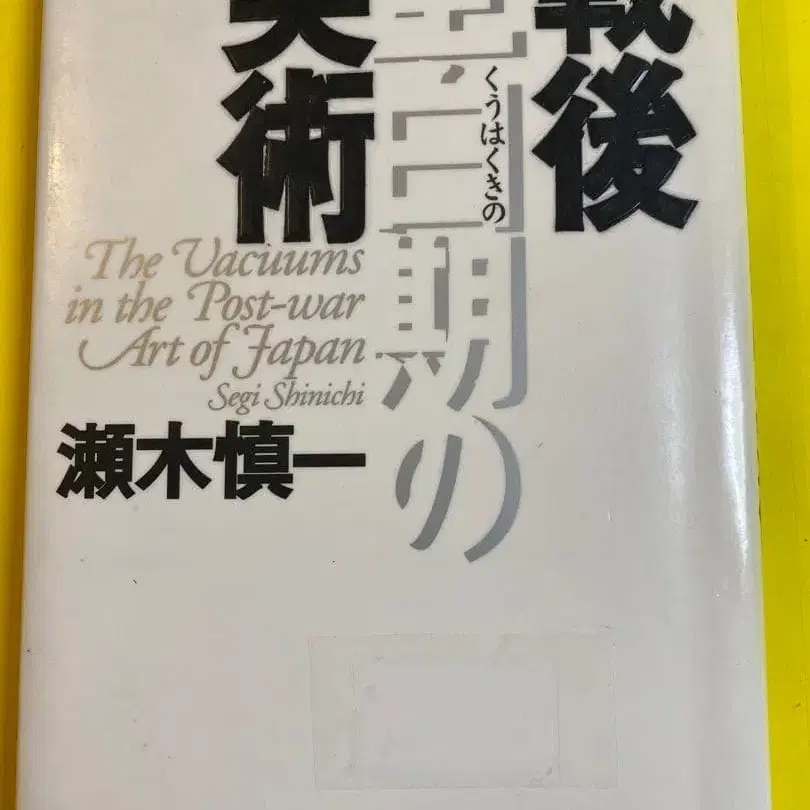 戦後
空白期の
くうはくきの
美術
The Vacuums
in the Post-war
Art of Japan
Segi Shinichi
瀬木慎一